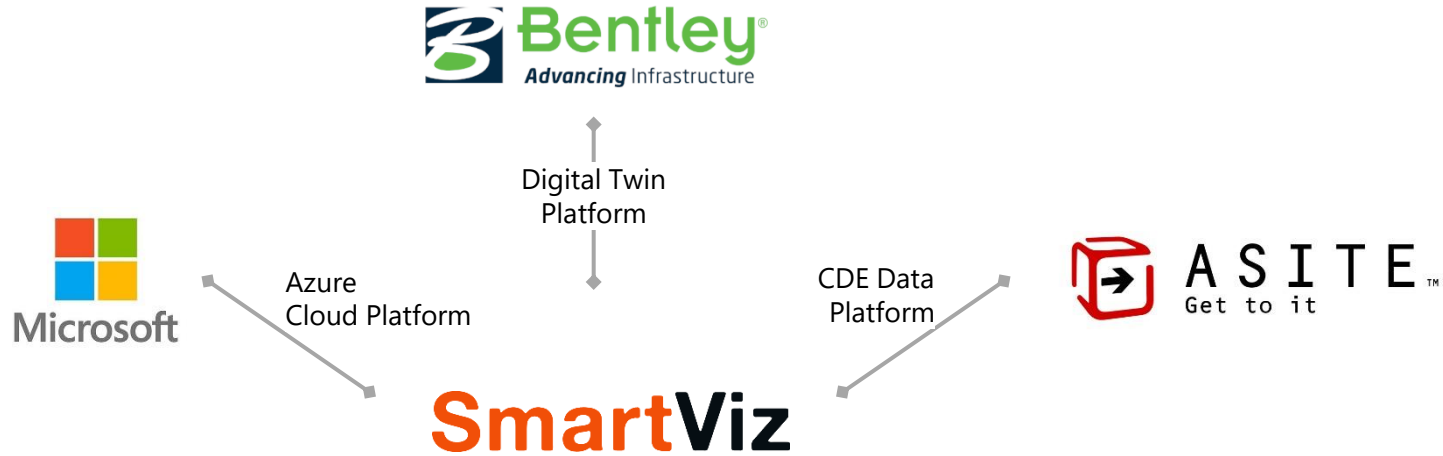 Bentley®
Advancing Infrastructure
Digital Twin
Platform
Microsoft
Azure
Cloud Platform
CDE Data
Platform
ASITE™
Get to it
SmartViz